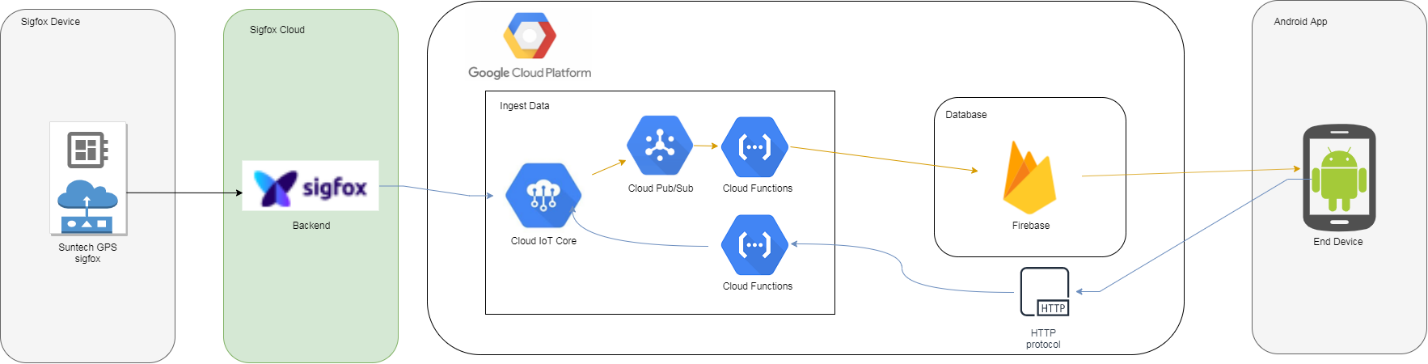 Sigfox Device
Suntech GPS
sigfox
Sigfox Cloud
sigfox
Backend
Google Cloud Platform
Ingest Data
Cloud IoT Core
Cloud Pub/Sub
Cloud Functions
Cloud Functions
Database
Firebase
HTTP
HTTP
protocol
Android App
End Device